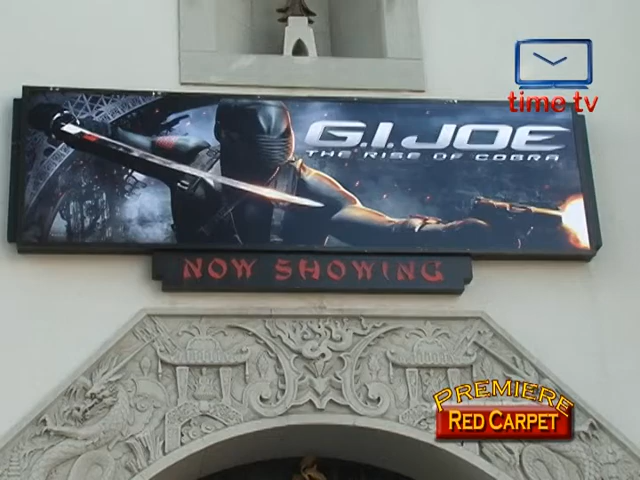 time tv
G.I. JOE
THE RISE OF COBRA
NOW SHOWING
PREMIERE
RED CARPET